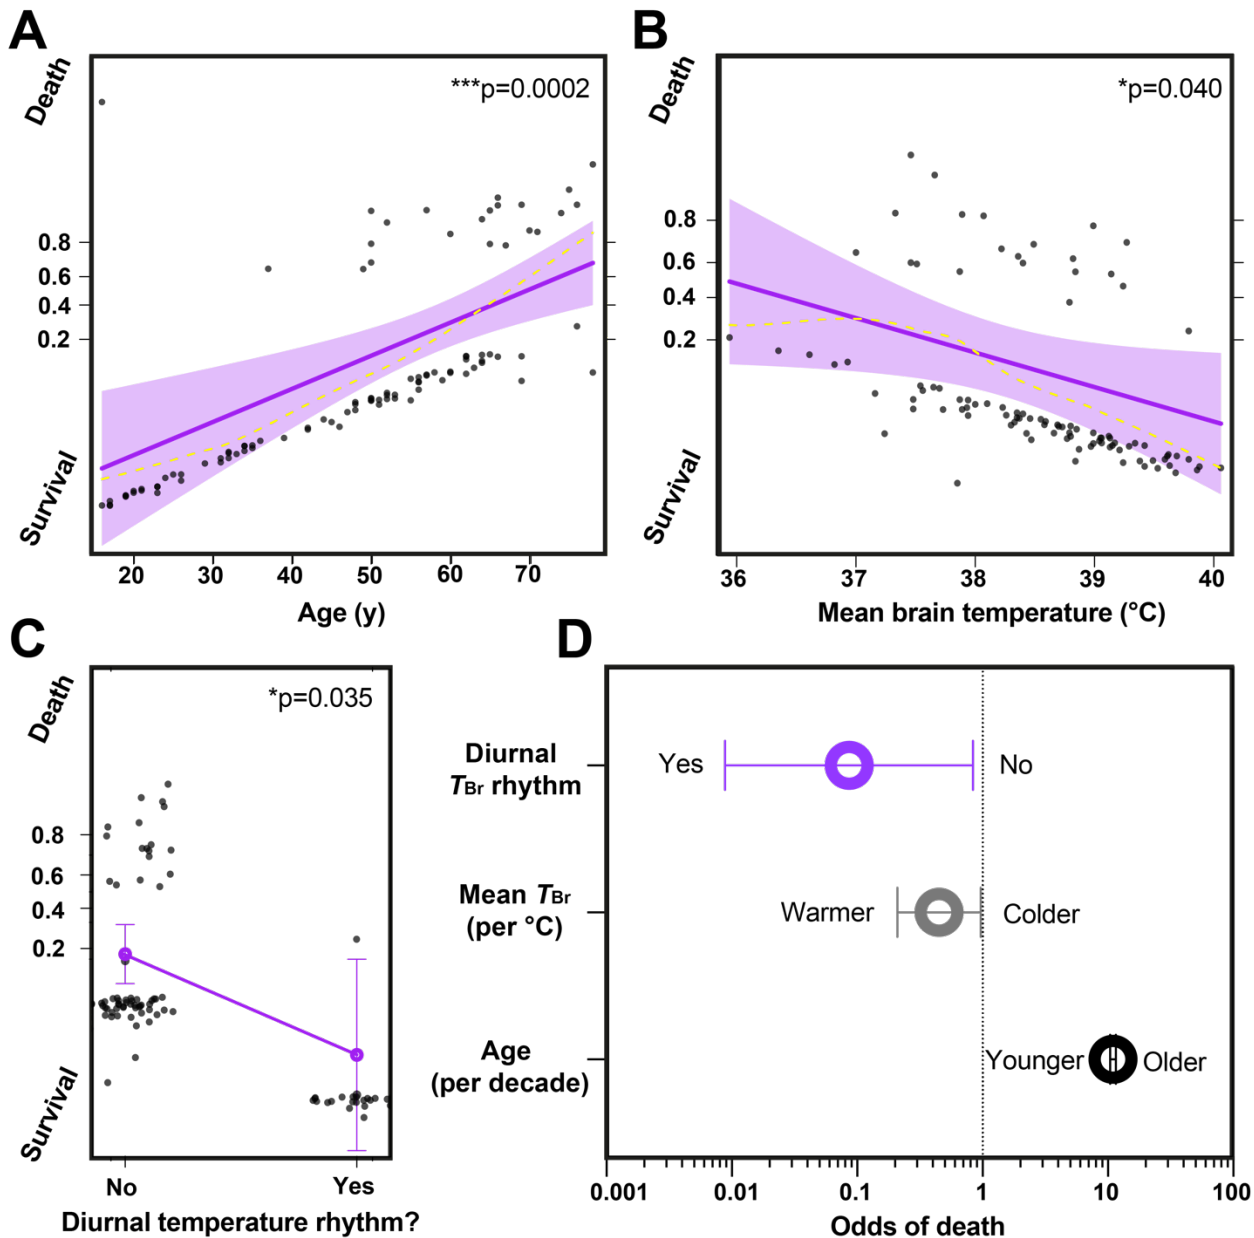 A
Death
***p=0.0002
0.8
0.6
0.4
0.2
Survival
20 30 40 50 60 70
Age (y)
B
Death
*p=0.040
0.8
0.6
0.4
0.2
Survival
36 37 38 39 40
Mean brain temperature (°C)
C
Death
*p=0.035
0.8
0.6
0.4
0.2
Survival
No Yes
Diurnal temperature rhythm?
D
Diurnal
TBr rhythm
Yes No
Mean TBr
(per °C)
Warmer Colder
Age
(per decade)
Younger Older
0.001 0.01 0.1 1 10 100
Odds of death